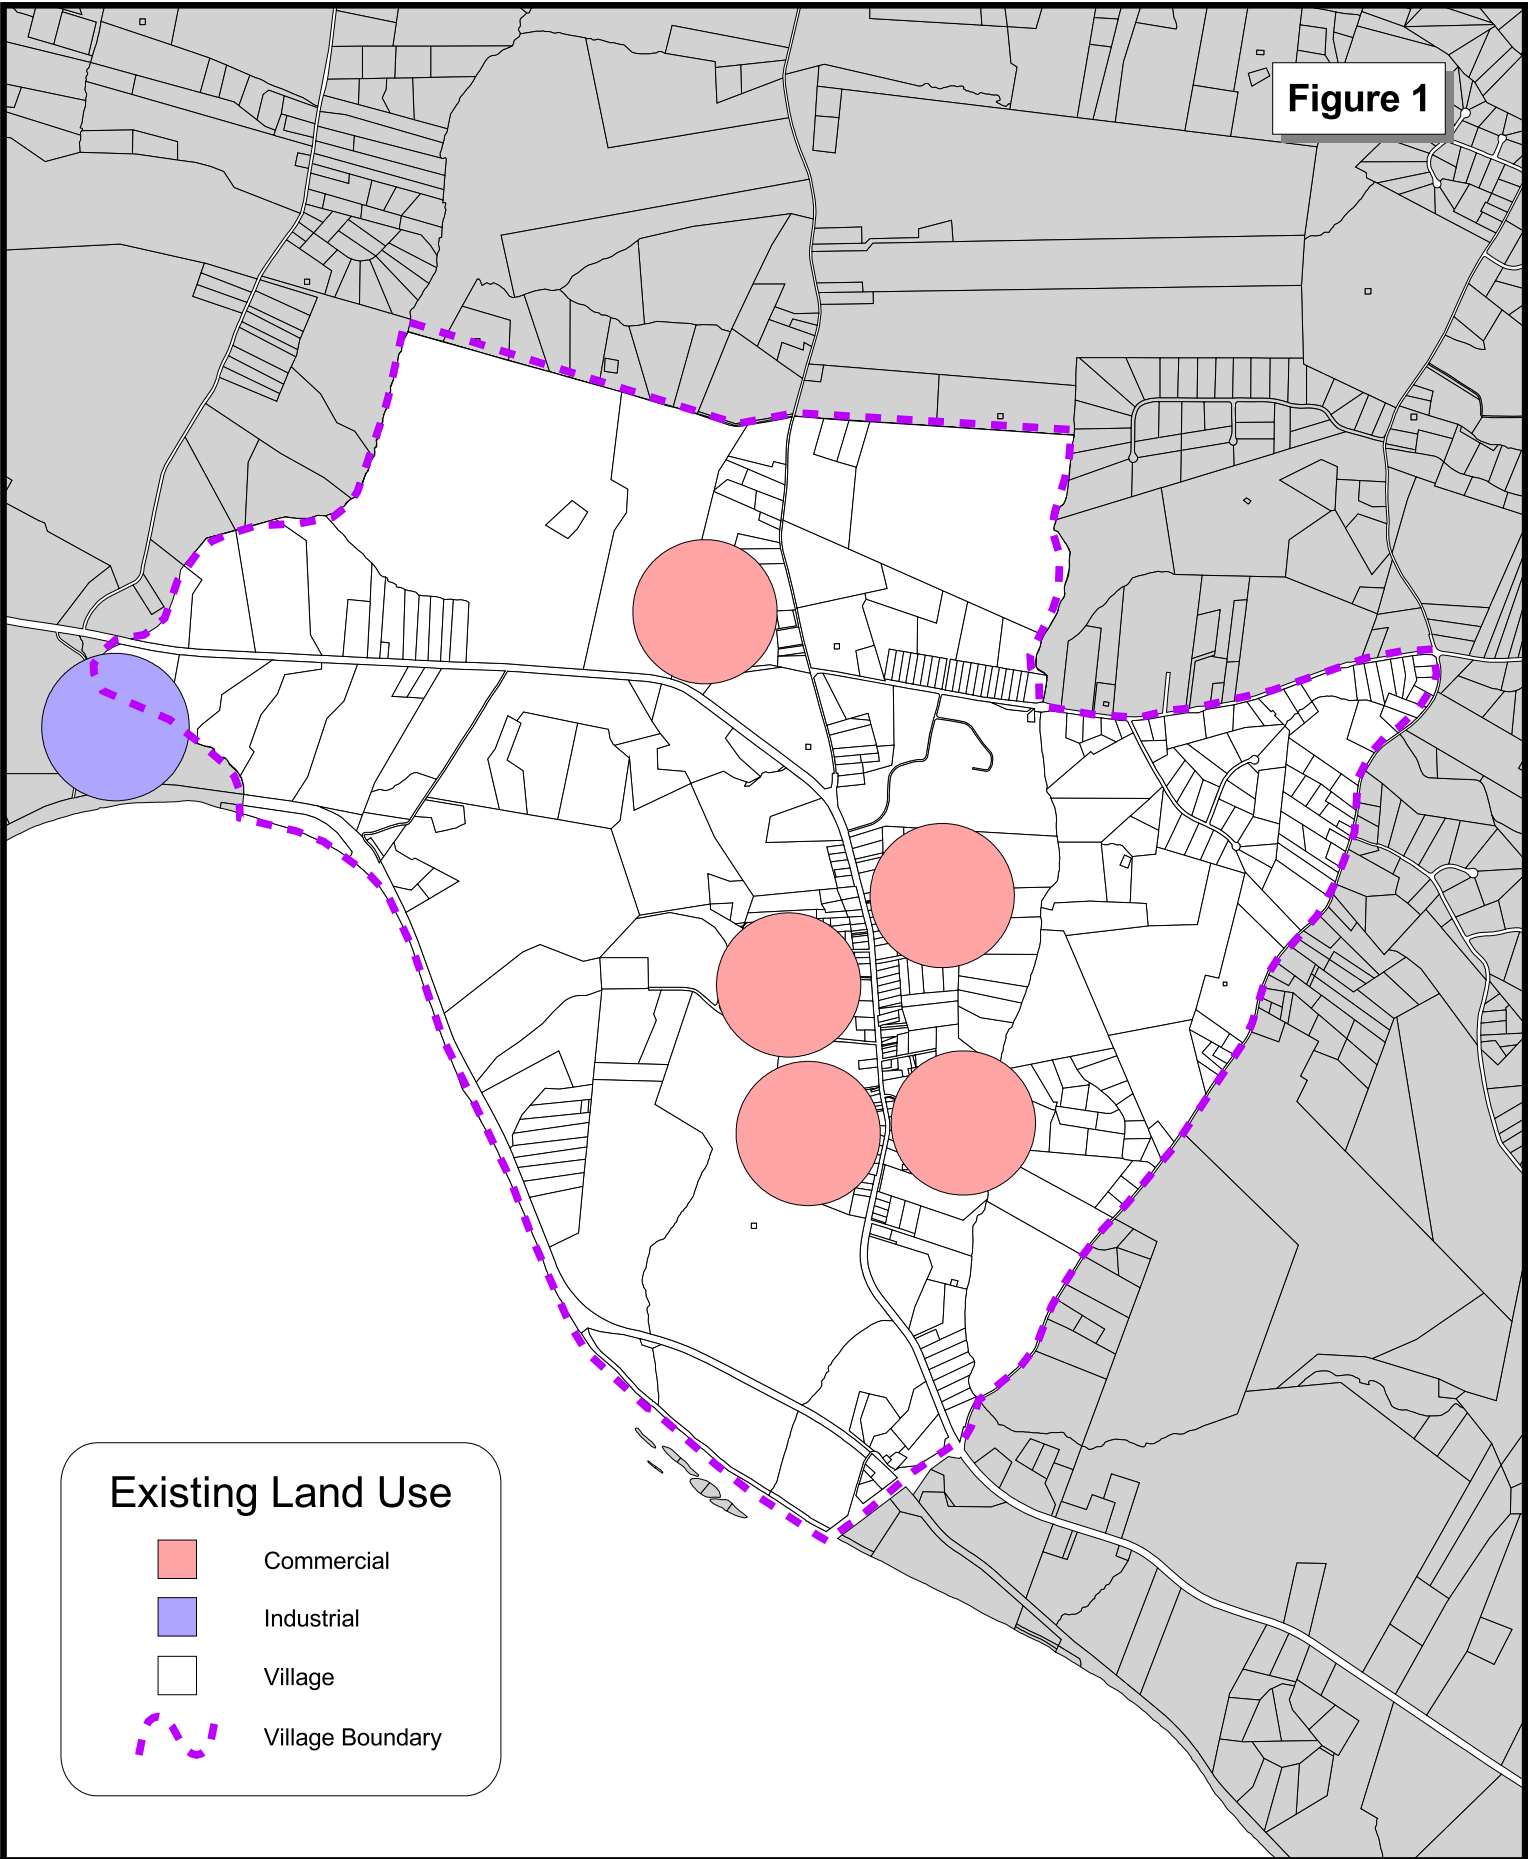 Figure 1
Existing Land Use
Commercial
Industrial
Village
Village Boundary